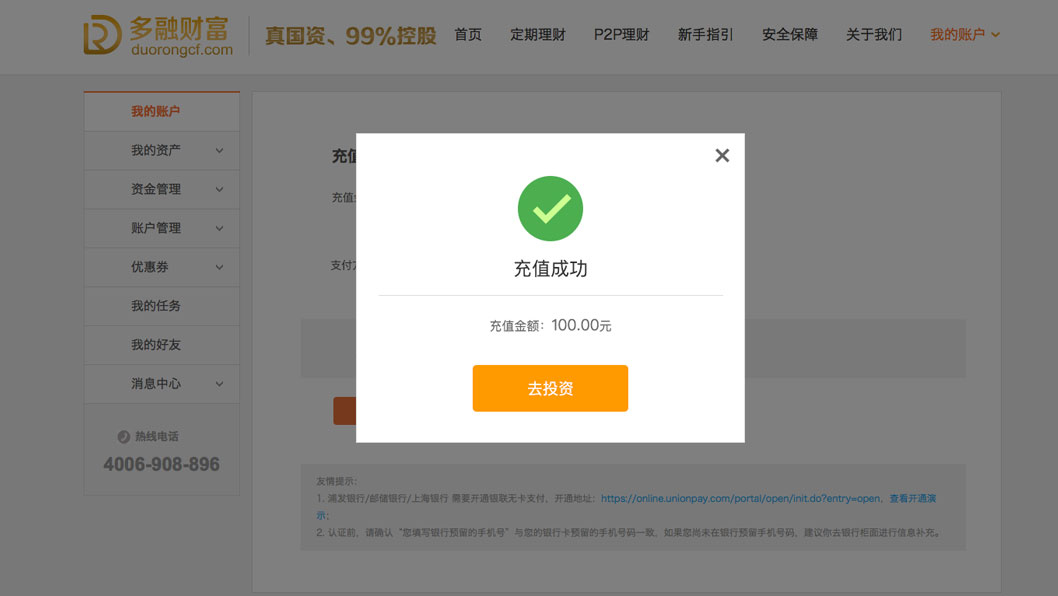 多融财富
duorongcf.com
真国资、99%控股
首页 定期理财 P2P理财 新手指引 安全保障 关于我们 我的账户
我的账户
我的资产
资金管理
账户管理
优惠券
我的任务
我的好友
消息中心
热线电话
4006-908-896
充值
充值
支付
充值成功
充值金额：100.00元
去投资
友情提示：
1. 浦发银行/邮储银行/上海银行 需要开通银联无卡支付，开通地址：https://online.unionpay.com/portal/open/init.do?entry=open，查看开通演
示；
2. 认证前，请确认“您填写银行预留的手机号”与您的银行卡预留的手机号码一致，如果您尚未在银行预留手机号码，建议你去银行柜面进行信息补充。